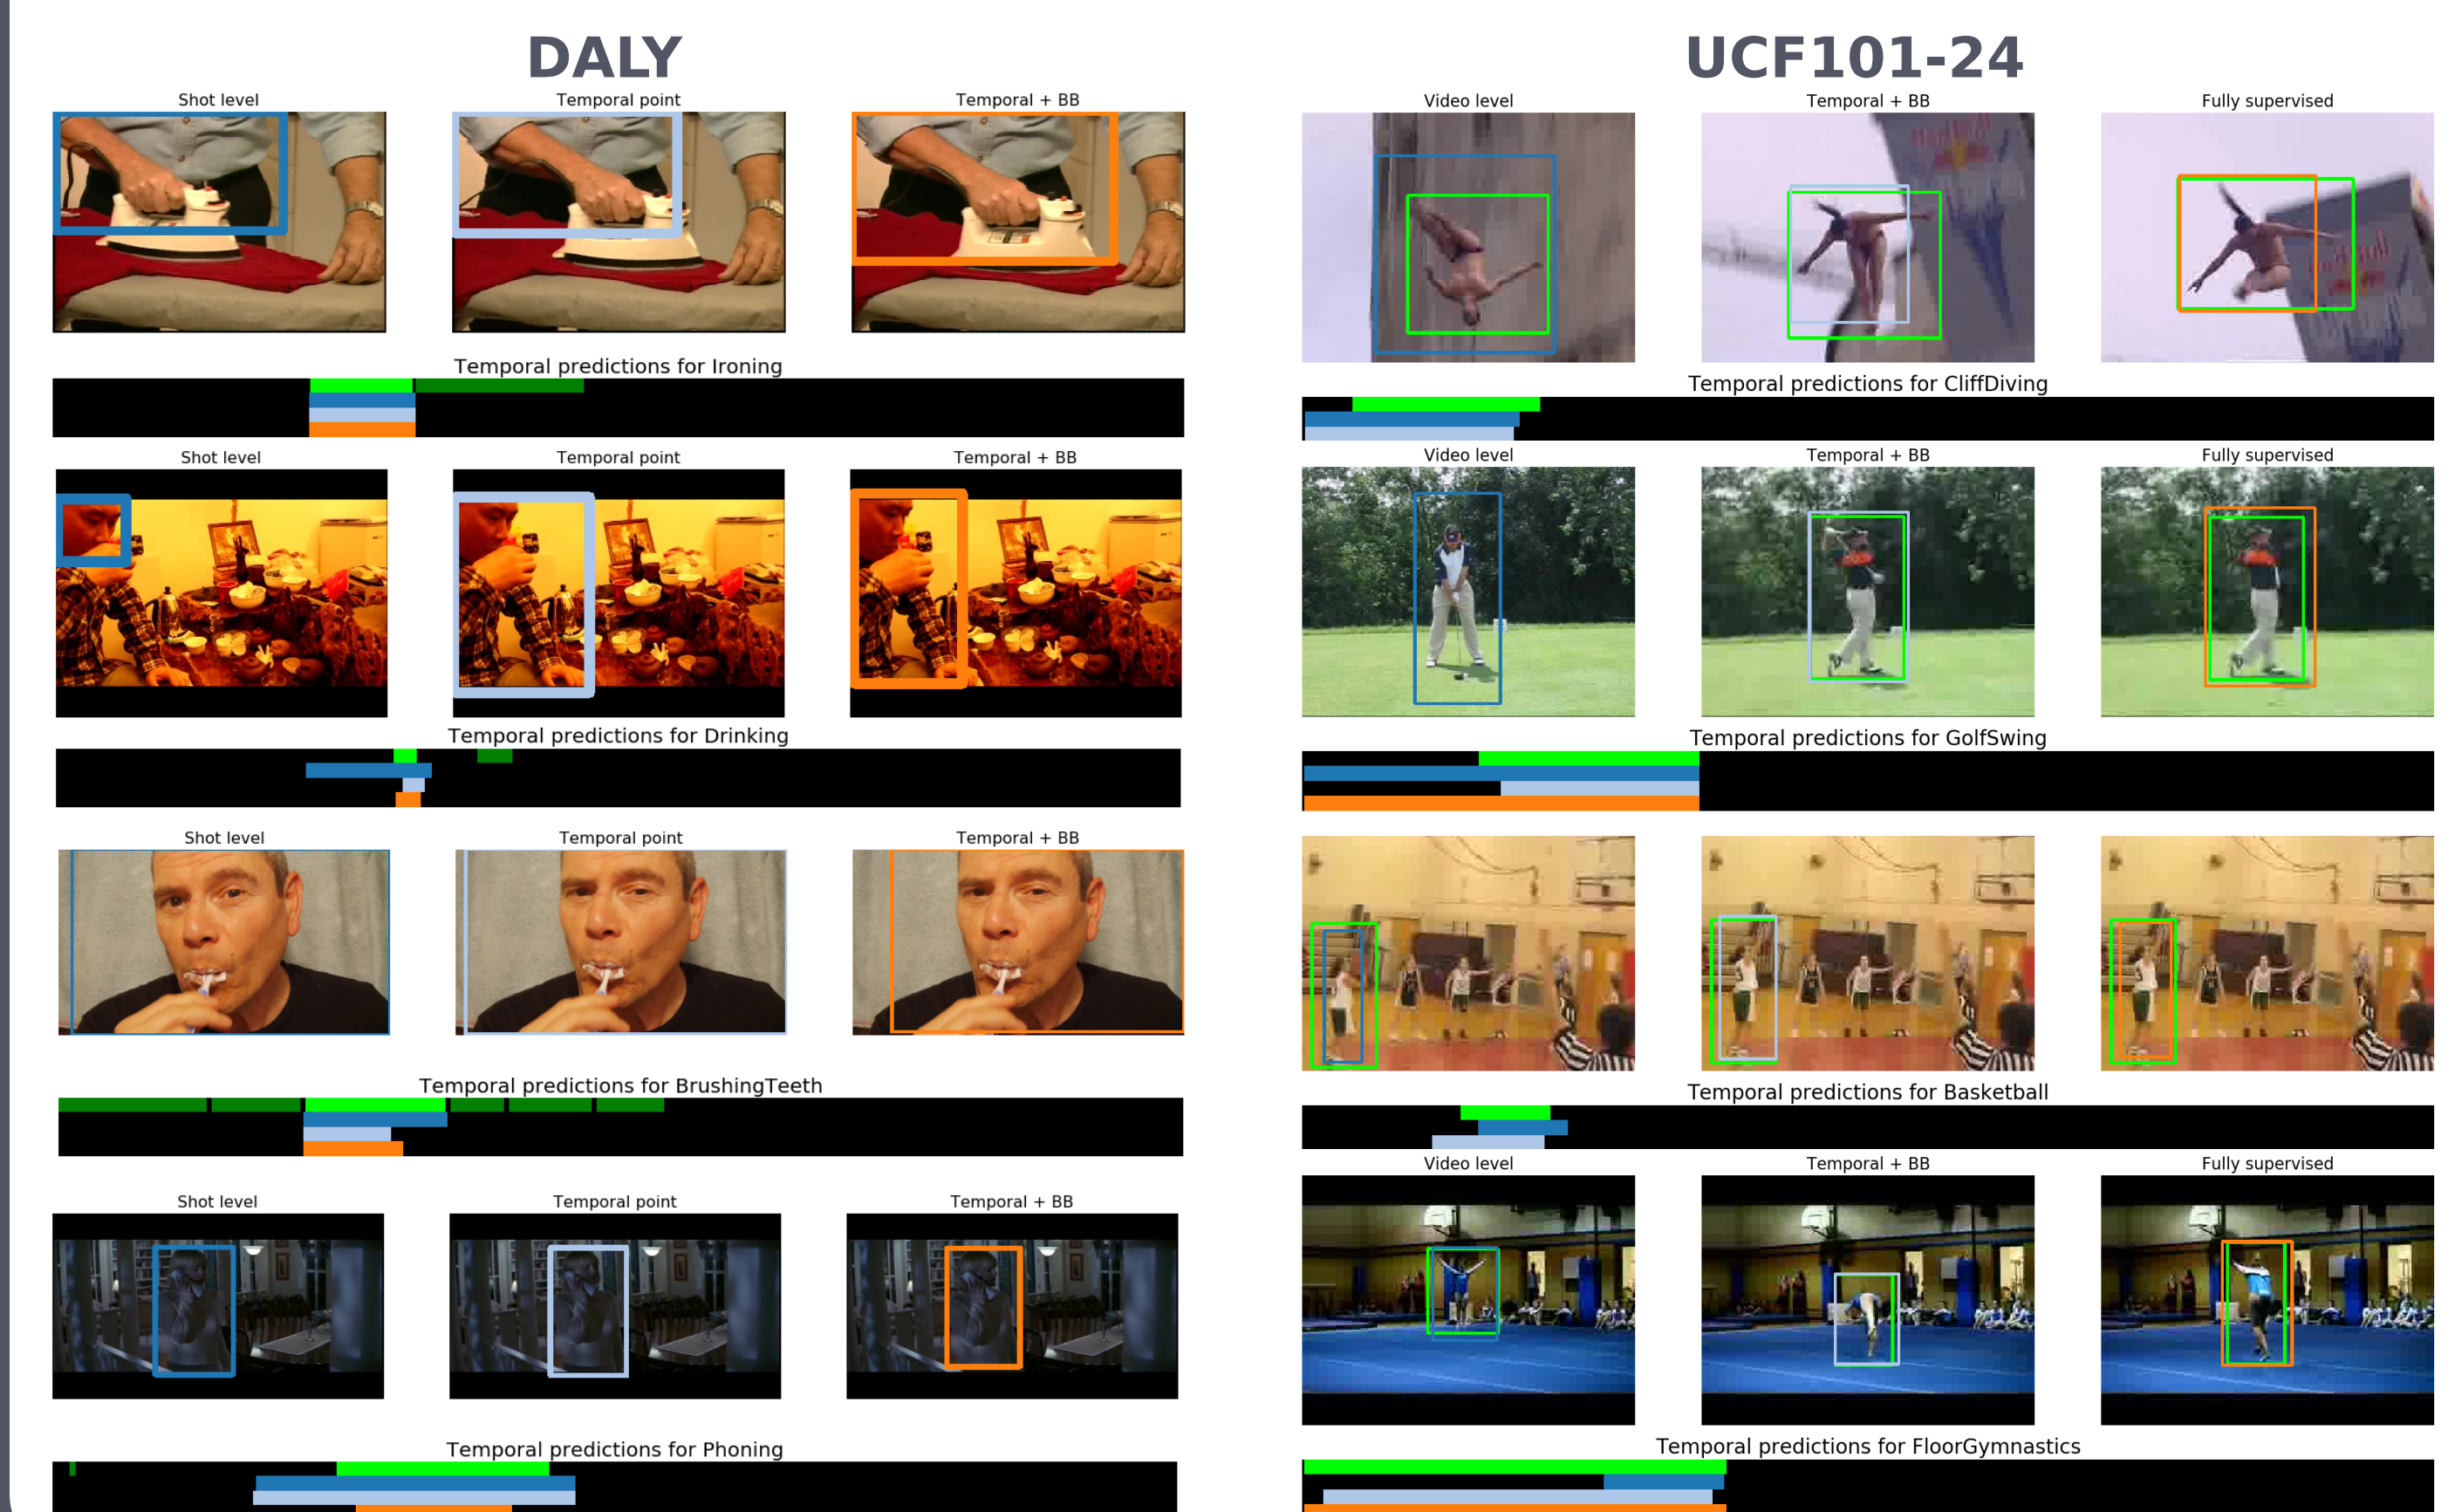 DALY
Shot level
Temporal point
Temporal + BB
Temporal predictions for Ironing
Shot level
Temporal point
Temporal + BB
Temporal predictions for Drinking
Shot level
Temporal point
Temporal + BB
Temporal predictions for BrushingTeeth
Shot level
Temporal point
Temporal + BB
Temporal predictions for Phoning
UCF101-24
Video level
Temporal + BB
Fully supervised
Temporal predictions for CliffDiving
Video level
Temporal + BB
Fully supervised
Temporal predictions for GolfSwing
Temporal predictions for Basketball
Video level
Temporal + BB
Fully supervised
Temporal predictions for FloorGymnastics